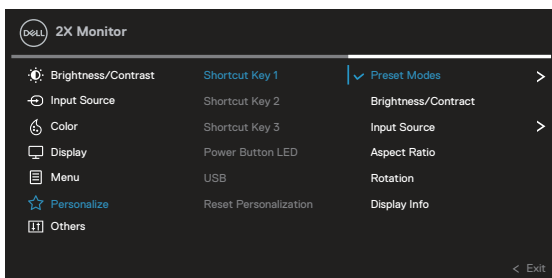 DELL 2X Monitor
Brightness/Contrast Shortcut Key 1 Preset Modes >
Input Source Shortcut Key 2 Brightness/Contract
Color Shortcut Key 3 Input Source >
Display Power Button LED Aspect Ratio
Menu USB Rotation
Personalize Reset Personalization Display Info
Others
< Exit